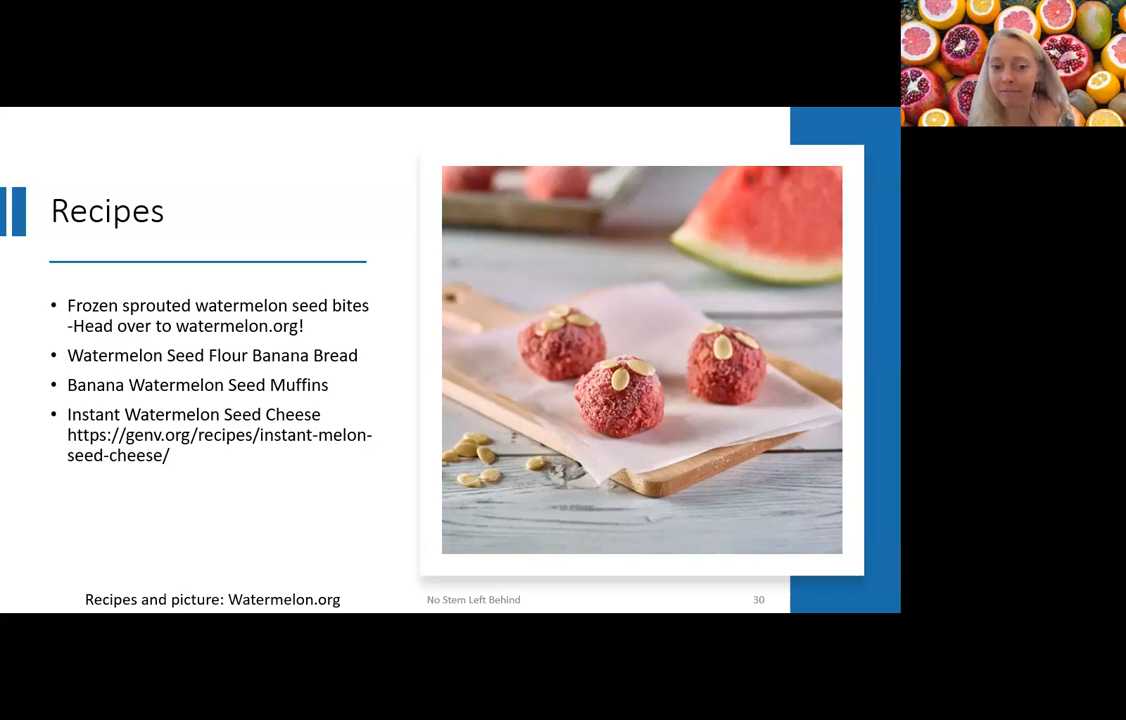 Recipes
• Frozen sprouted watermelon seed bites
-Head over to watermelon.org!
• Watermelon Seed Flour Banana Bread
• Banana Watermelon Seed Muffins
• Instant Watermelon Seed Cheese
https://genv.org/recipes/instant-melon-
seed-cheese/
Recipes and picture: Watermelon.org
No Stem Left Behind
30